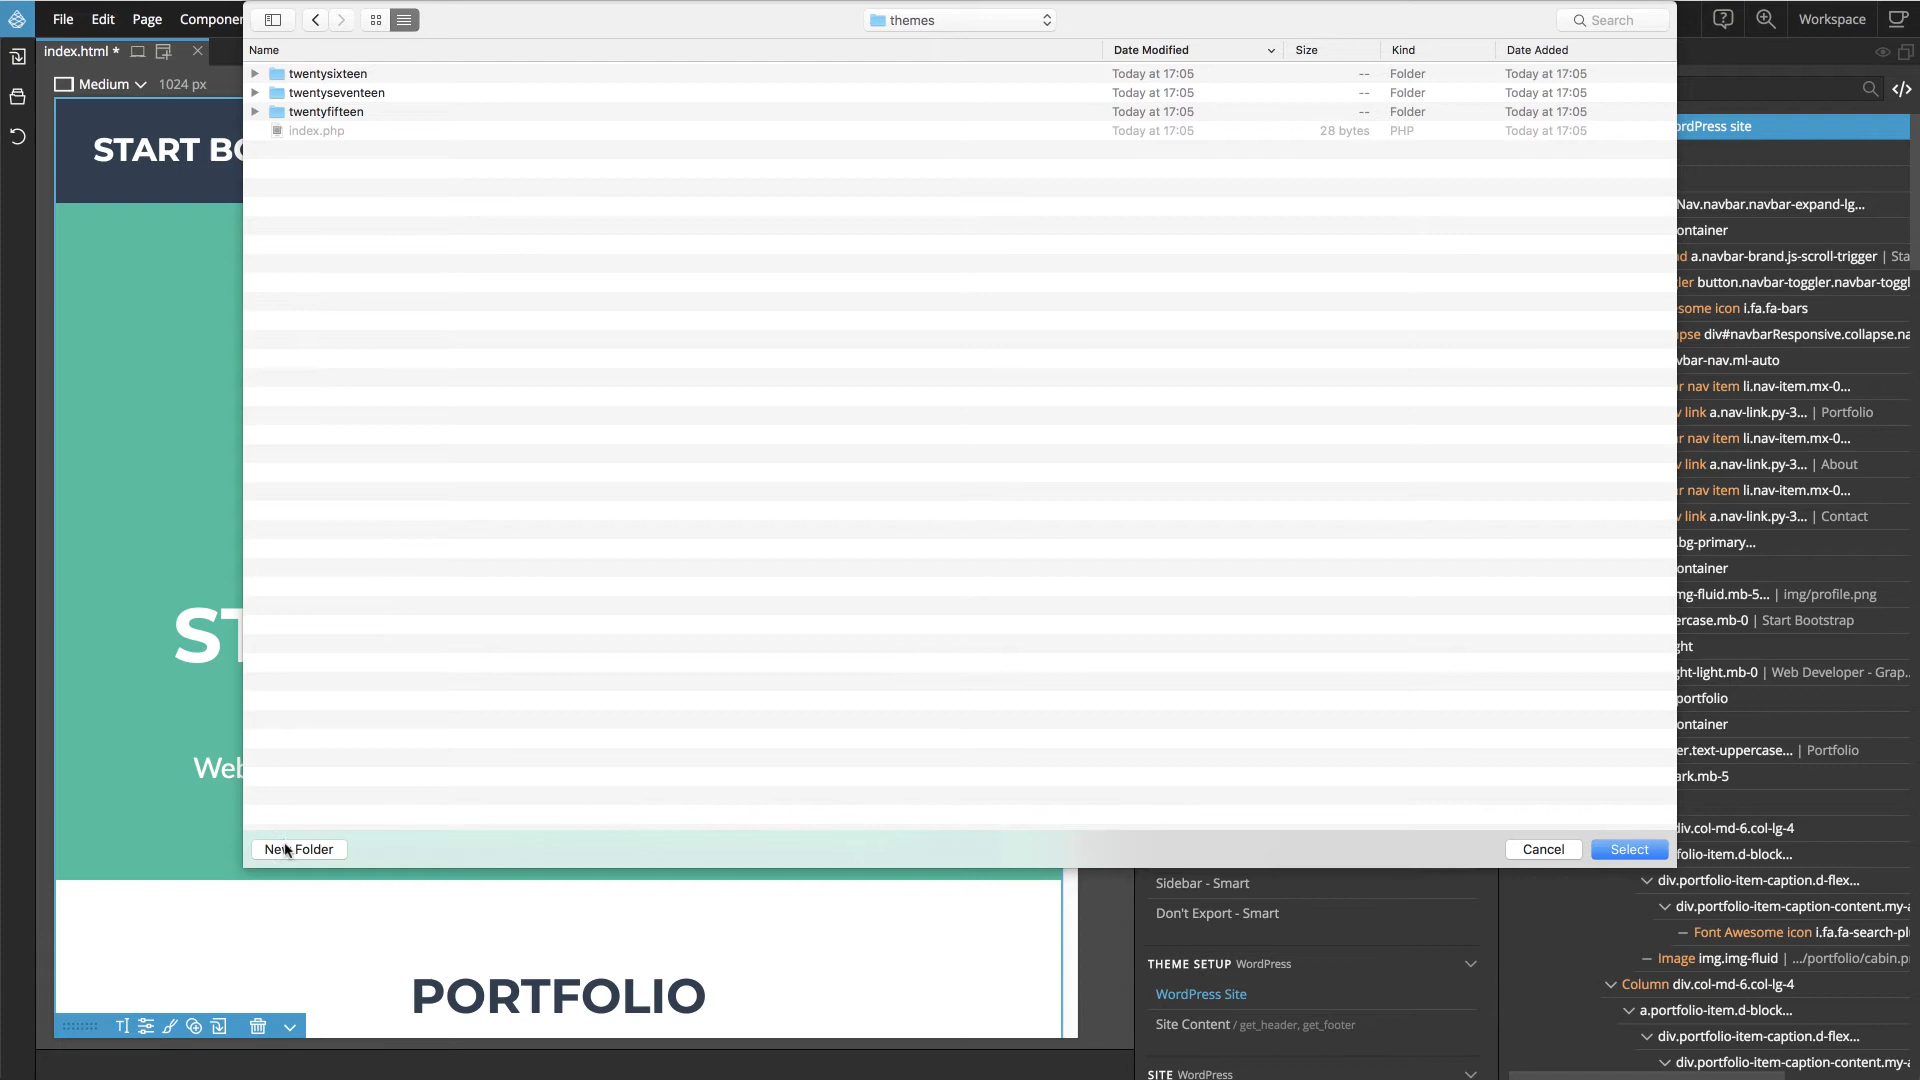 File Edit Page Componen
themes
Search
Workspace
index.html *
Medium 1024 px
Name Date Modified Size Kind Date Added
twentysixteen Today at 17:05 -- Folder Today at 17:05
twentyseventeen Today at 17:05 -- Folder Today at 17:05
twentyfifteen Today at 17:05 -- Folder Today at 17:05
index.php Today at 17:05 28 bytes PHP Today at 17:05
New Folder
Cancel
Select
START BO
ST
Web
PORTFOLIO
Sidebar - Smart
Don't Export - Smart
THEME SETUP WordPress
WordPress Site
Site Content / get_header, get_footer
SITE WordPress
ordPress site
Nav.navbar.navbar-expand-lg...
ontainer
d a.navbar-brand.js-scroll-trigger | Sta
ler button.navbar-toggler.navbar-toggl
some icon i.fa.fa-bars
pse div#navbarResponsive.collapse.na
vbar-nav.ml-auto
r nav item li.nav-item.mx-0...
v link a.nav-link.py-3... | Portfolio
r nav item li.nav-item.mx-0...
v link a.nav-link.py-3... | About
r nav item li.nav-item.mx-0...
v link a.nav-link.py-3... | Contact
.bg-primary...
ontainer
mg-fluid.mb-5... | img/profile.png
ercase.mb-0 | Start Bootstrap
ght
ght-light.mb-0 | Web Developer - Grap..
portfolio
ontainer
er.text-uppercase... | Portfolio
ark.mb-5
div.col-md-6.col-lg-4
folio-item.d-block...
div.portfolio-item-caption.d-flex...
div.portfolio-item-caption-content.my-a
Font Awesome icon i.fa.fa-search-pl
Image img.img-fluid | .../portfolio/cabin.p
Column div.col-md-6.col-lg-4
a.portfolio-item.d-block...
div.portfolio-item-caption.d-flex...
div.portfolio-item-caption-content.my-a